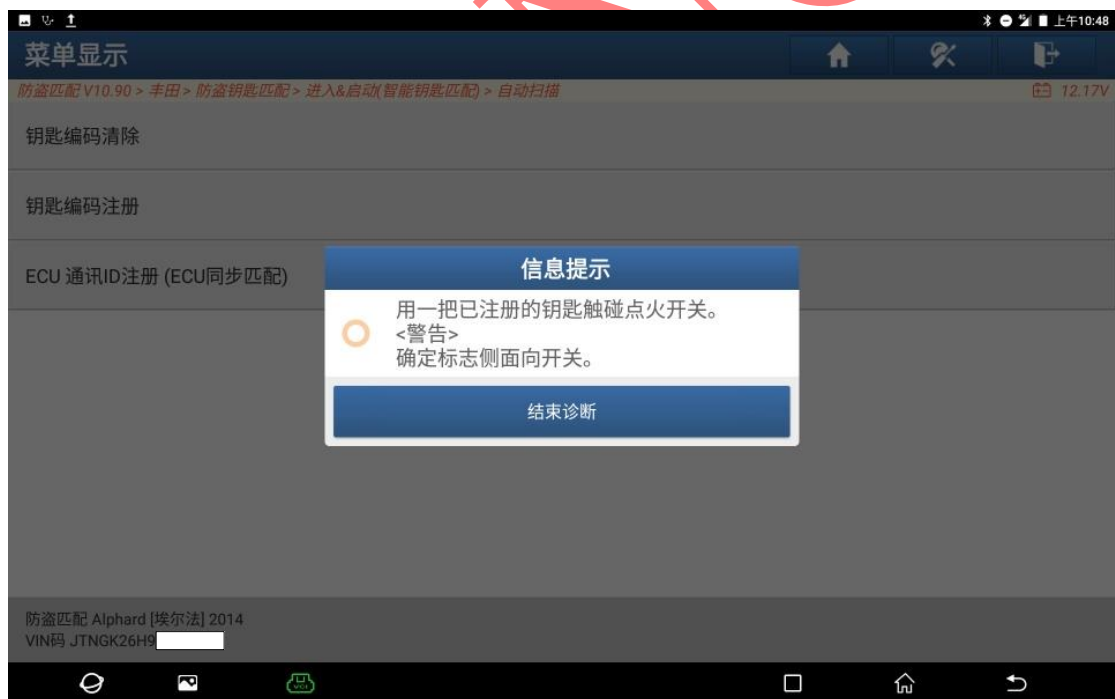 上午10:48
菜单显示
防盗匹配 V10.90 > 丰田 > 防盗钥匙匹配 > 进入&启动(智能钥匙匹配) > 自动扫描
12.17V
钥匙编码清除
钥匙编码注册
ECU 通讯ID注册 (ECU同步匹配)
信息提示
用一把已注册的钥匙触碰点火开关。
<警告>
确定标志侧面向开关。
结束诊断
防盗匹配 Alphard [埃尔法] 2014
VIN码 JTNGK26H9
VCI